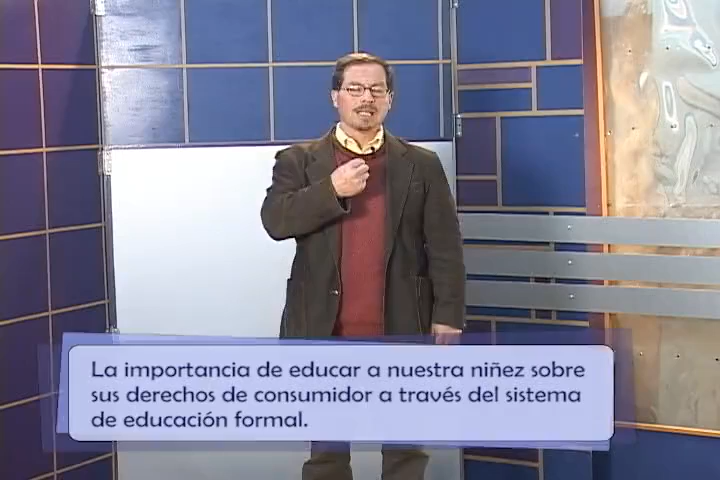 La importancia de educar a nuestra niñez sobre
sus derechos de consumidor a través del sistema
de educación formal.